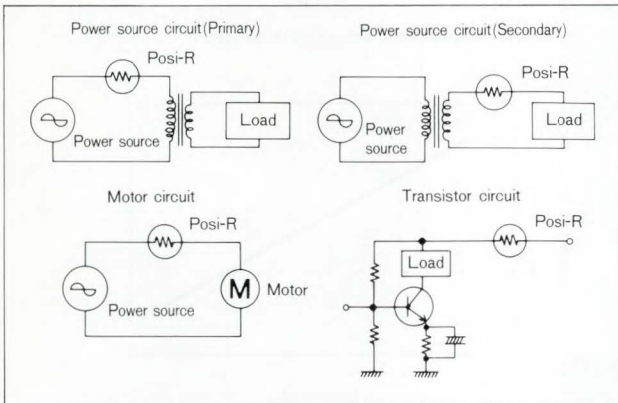 Power source circuit(Primary)
Posi-R
Power source
Load
Power source circuit(Secondary)
Posi-R
Power
source
Load
Motor circuit
Posi-R
Power source
M
Motor
Transistor circuit
Posi-R
Load